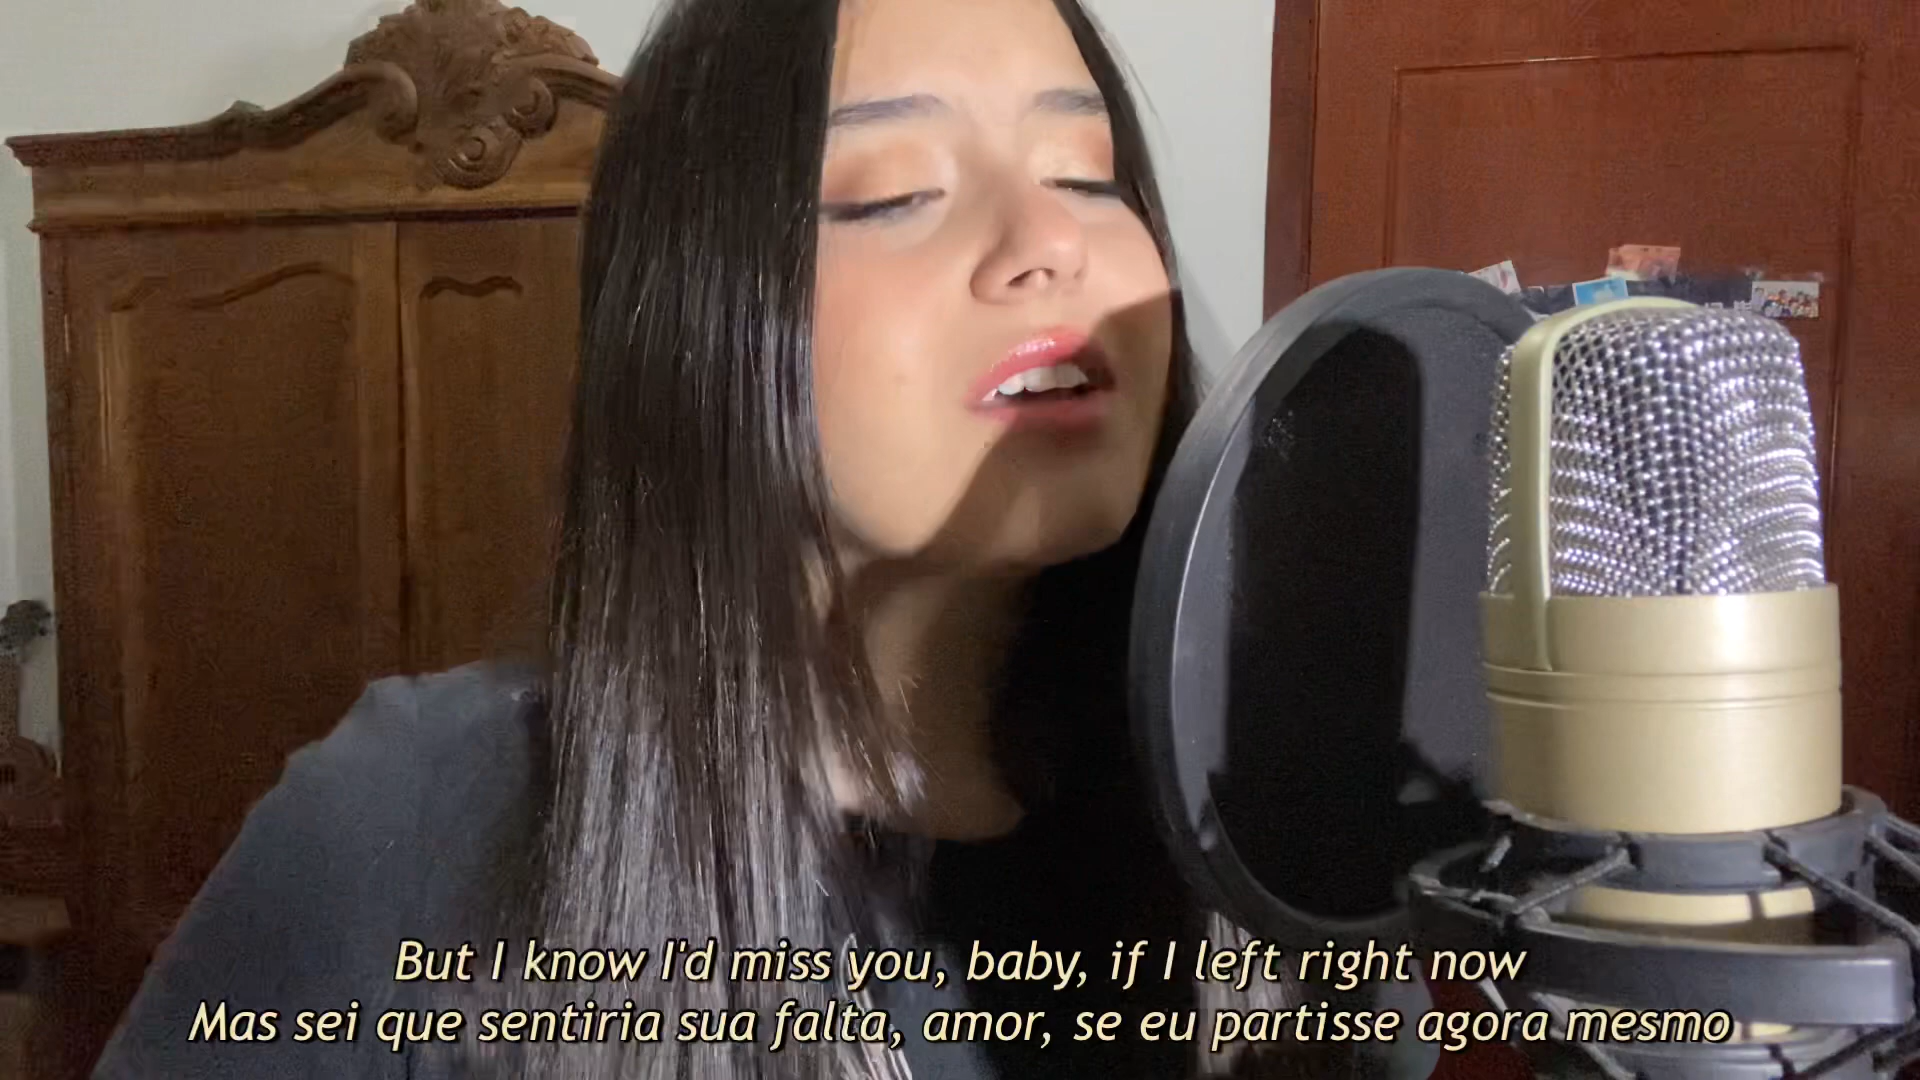 But I know I'd miss you, baby, if I left right now
Mas sei que sentiria sua falta, amor, se eu partisse agora mesmo